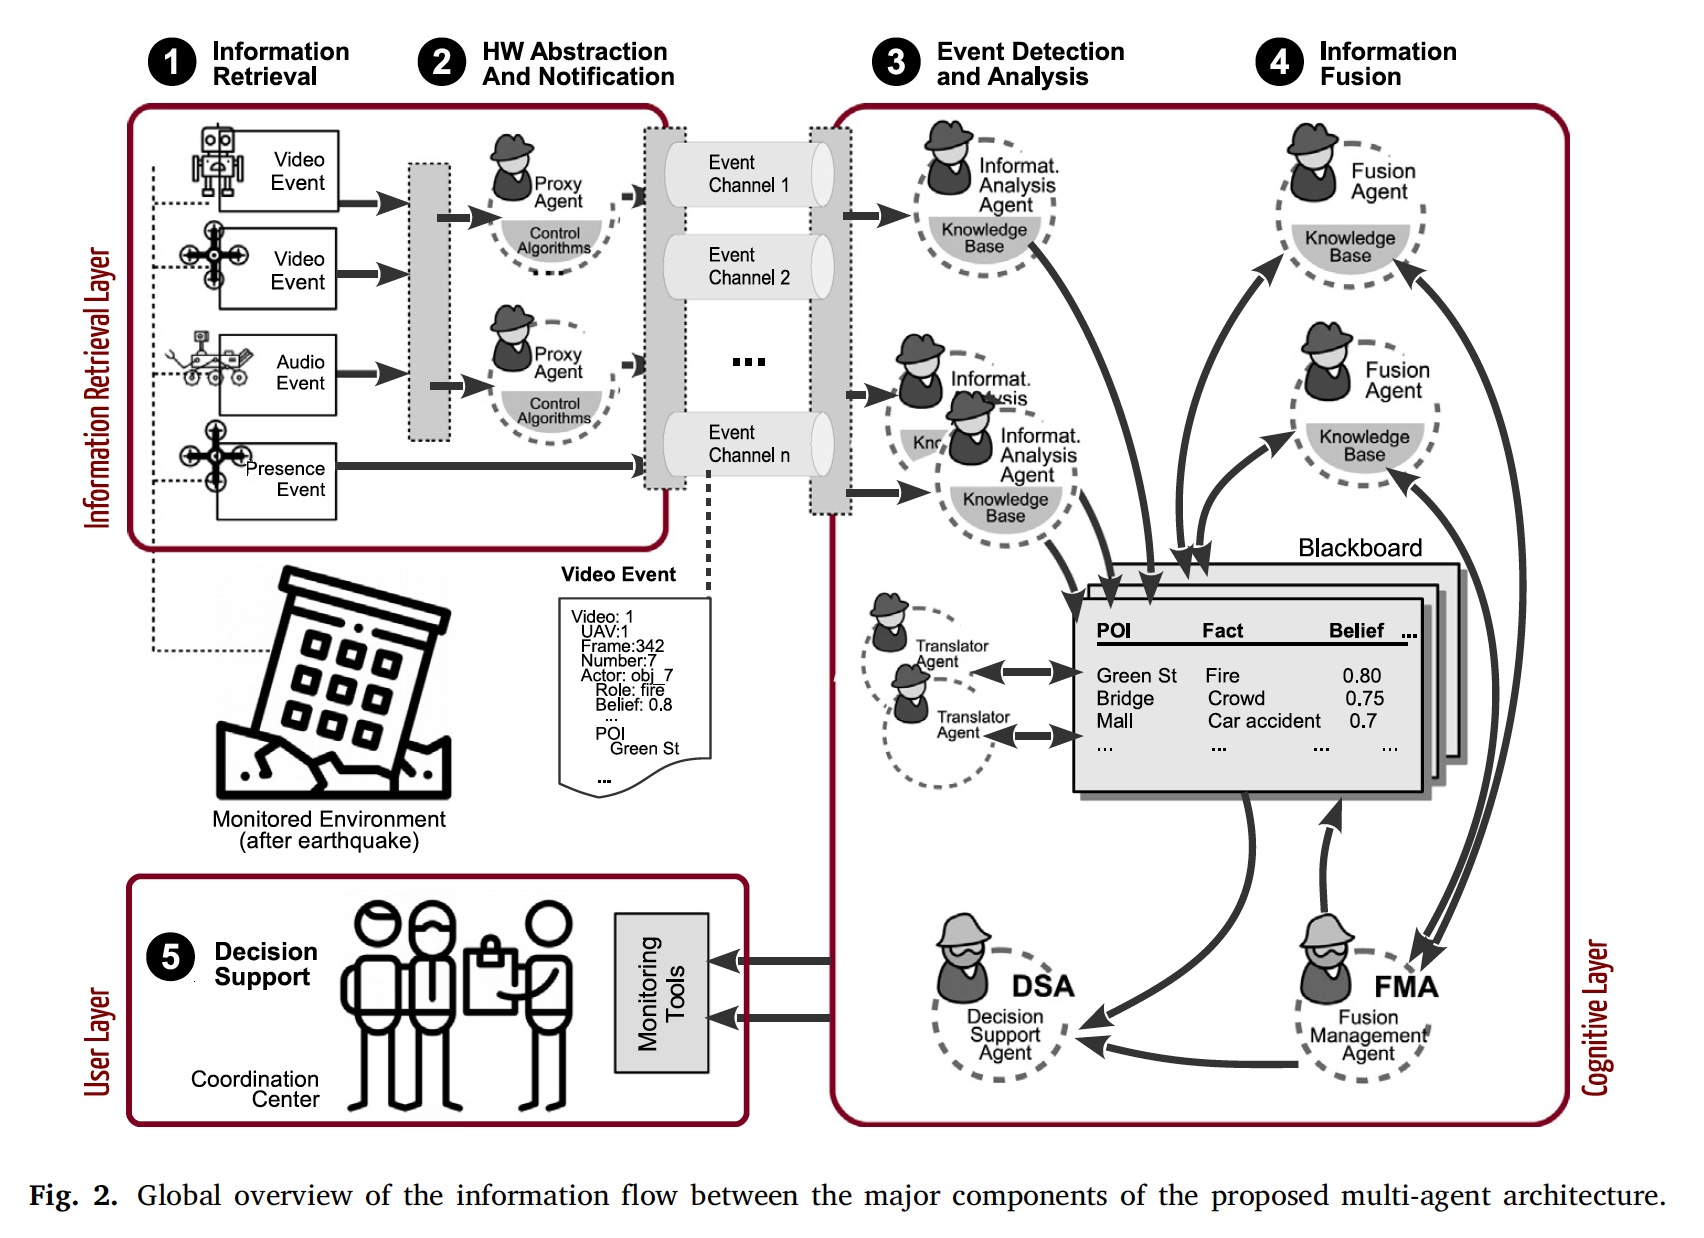 1 Information
Retrieval
2 HW Abstraction
And Notification
3 Event Detection
and Analysis
4 Information
Fusion
Information Retrieval Layer
Video
Event
Video
Event
Audio
Event
Presence
Event
Proxy
Agent
Control
Algorithms
...
Proxy
Agent
Control
Algorithms
Event
Channel 1
Event
Channel 2
...
Event
Channel n
Informat.
Analysis
Agent
Knowledge
Base
Informat.
Informat.
Analysis
Agent
Knowledge
Base
Fusion
Agent
Knowledge
Base
Fusion
Agent
Knowledge
Base
Monitored Environment
(after earthquake)
Video Event
Video: 1
UAV:1
Frame:342
Number:7
Actor: obj_7
Role: fire
Belief: 0.8
...
POI
Green St
...
Translator
Agent
Translator
Agent
Blackboard
POI Fact Belief ...
Green St Fire 0.80
Bridge Crowd 0.75
Mall Car accident 0.7
... ... ... ...
DSA
Decision
Support
Agent
FMA
Fusion
Management
Agent
Cognitive Layer
User Layer
5 Decision
Support
Coordination
Center
Monitoring
Tools
Fig. 2. Global overview of the information flow between the major components of the proposed multi-agent architecture.